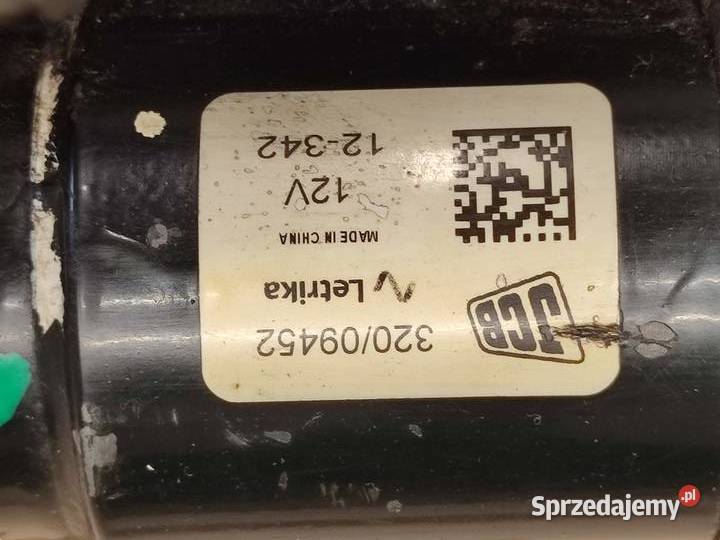 JCB 320/09452
Letrika
MADE IN CHINA
12V
12-342
Sprzedajemy.pl